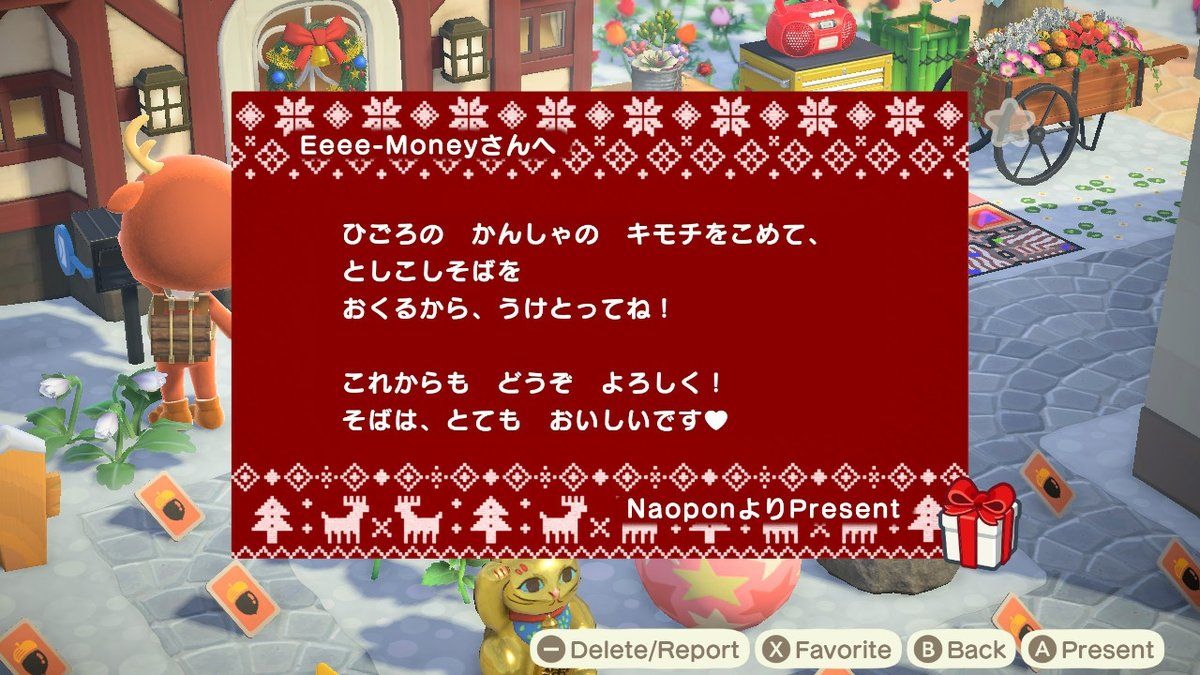 Eeee-Moneyさんへ
ひごろの　かんしゃの　キモチをこめて、
としこしそばを
おくるから、うけとってね！
これからも　どうぞ　よろしく！
そばは、とても　おいしいです♥
NaoponよりPresent
Delete/Report
X Favorite
B Back
A Present